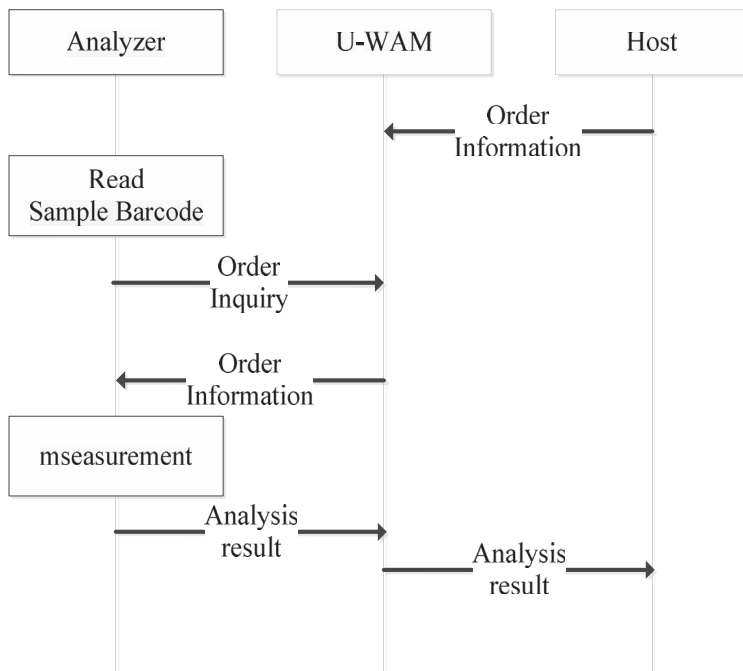 Analyzer
U-WAM
Host
Order
Information
Read
Sample Barcode
Order
Inquiry
Order
Information
mseasurement
Analysis
result
Analysis
result